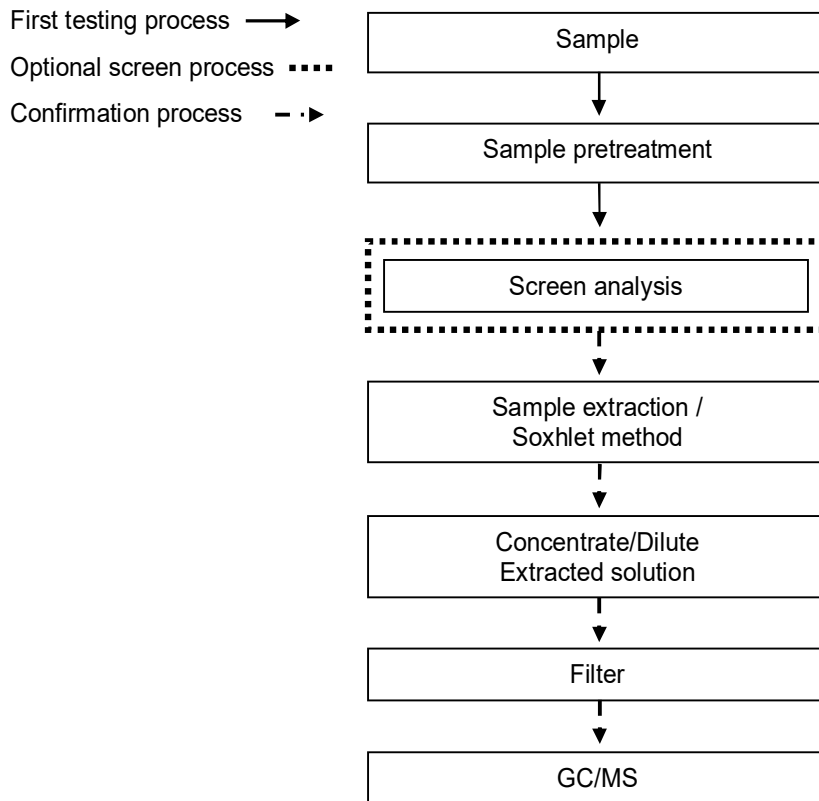 First testing process
Optional screen process
Confirmation process
Sample
Sample pretreatment
Screen analysis
Sample extraction /
Soxhlet method
Concentrate/Dilute
Extracted solution
Filter
GC/MS